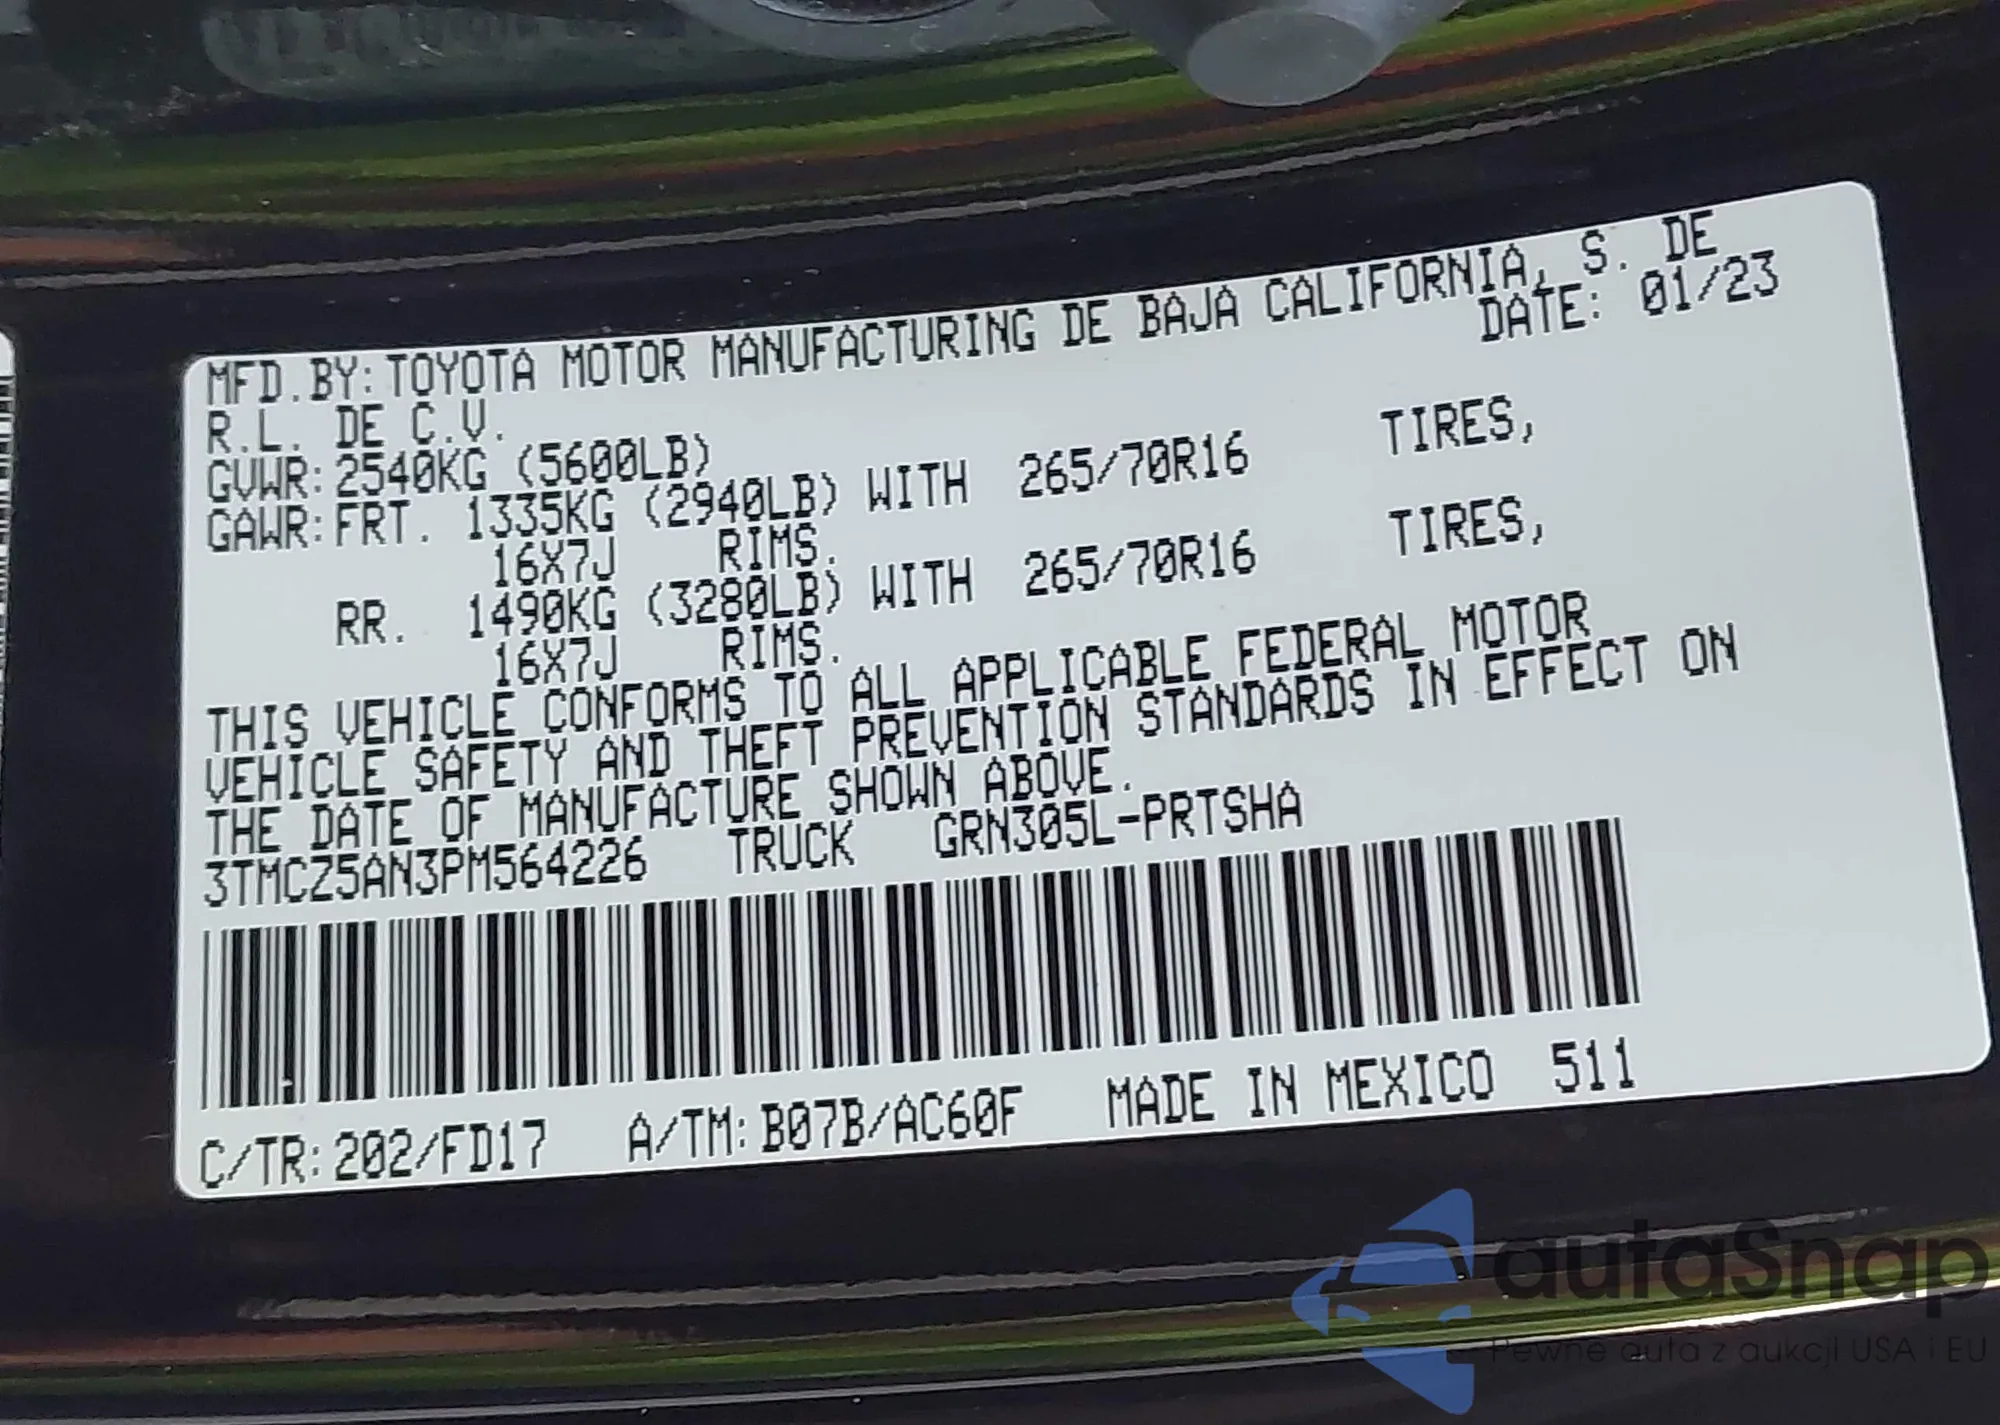 MFD.BY:TOYOTA MOTOR MANUFACTURING DE BAJA CALIFORNIA, S. DE
R.L. DE C.V. DATE: 01/23
GVWR:2540KG (5600LB)
GAWR:FRT. 1335KG (2940LB) WITH 265/70R16 TIRES,
16X7J RIMS.
RR. 1490KG (3280LB) WITH 265/70R16 TIRES,
16X7J RIMS.
THIS VEHICLE CONFORMS TO ALL APPLICABLE FEDERAL MOTOR
VEHICLE SAFETY AND THEFT PREVENTION STANDARDS IN EFFECT ON
THE DATE OF MANUFACTURE SHOWN ABOVE.
3TMCZ5AN3PM564226 TRUCK GRN305L-PRTSHA
C/TR:202/FD17 A/TM:B07B/AC60F MADE IN MEXICO 511
autaSnap
Pewne auta z aukcji USA i EU